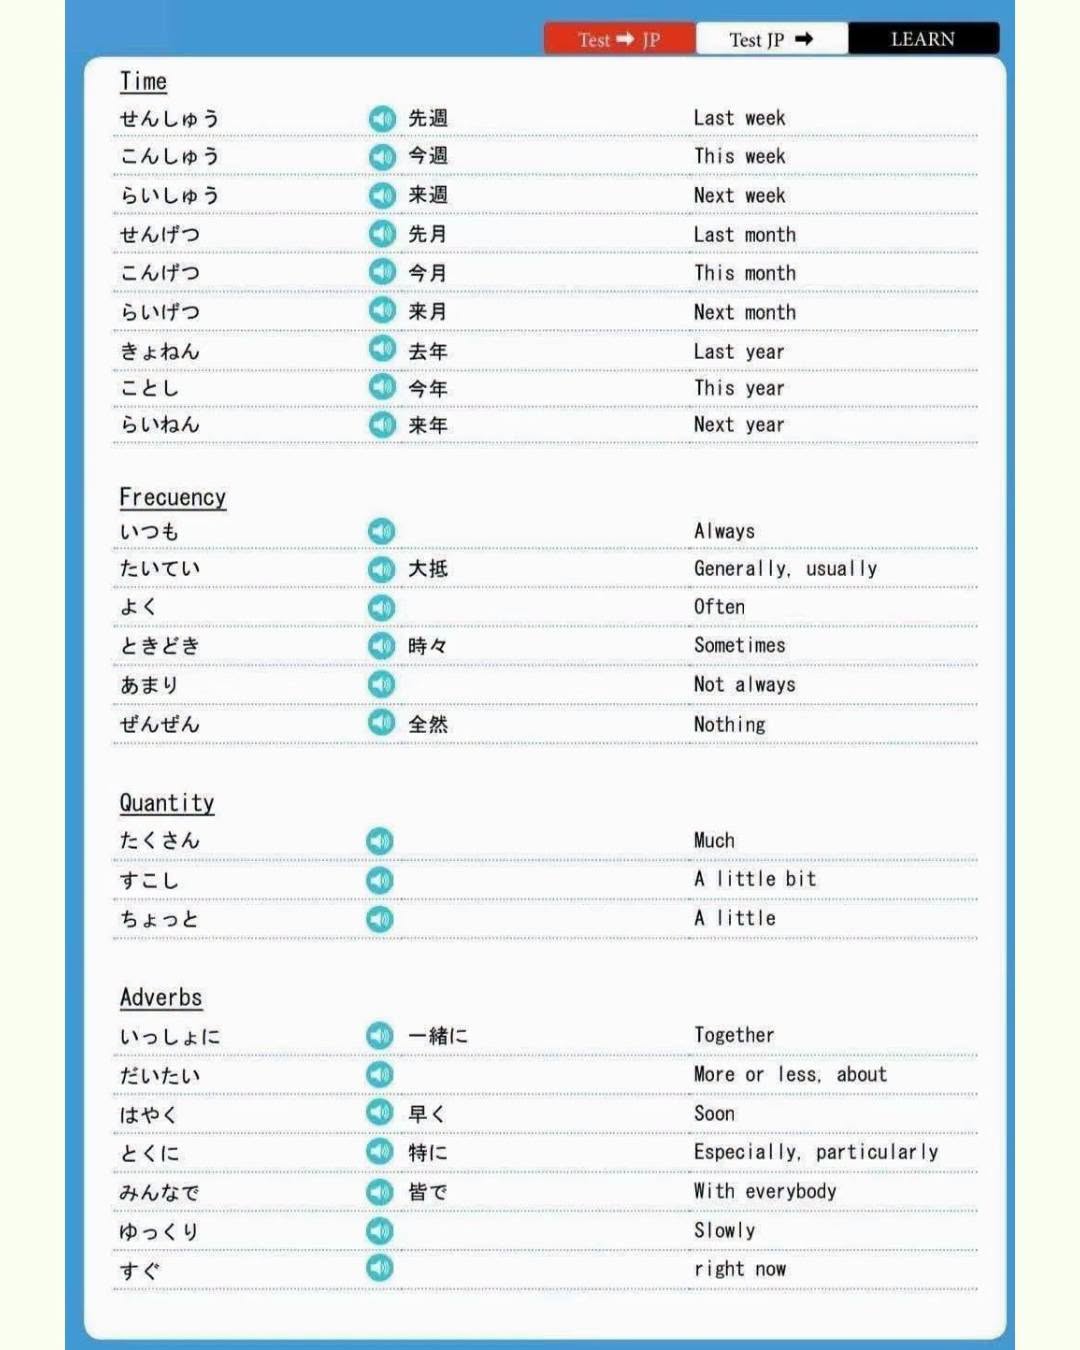 Test ➡ JP Test JP ➡ LEARN
Time
せんしゅう 先週 Last week
こんしゅう 今週 This week
らいしゅう 来週 Next week
せんげつ 先月 Last month
こんげつ 今月 This month
らいげつ 来月 Next month
きょねん 去年 Last year
ことし 今年 This year
らいねん 来年 Next year
Frecuency
いつも Always
たいてい 大抵 Generally, usually
よく Often
ときどき 時々 Sometimes
あまり Not always
ぜんぜん 全然 Nothing
Quantity
たくさん Much
すこし A little bit
ちょっと A little
Adverbs
いっしょに 一緒に Together
だいたい More or less, about
はやく 早く Soon
とくに 特に Especially, particularly
みんなで 皆で With everybody
ゆっくり Slowly
すぐ right now